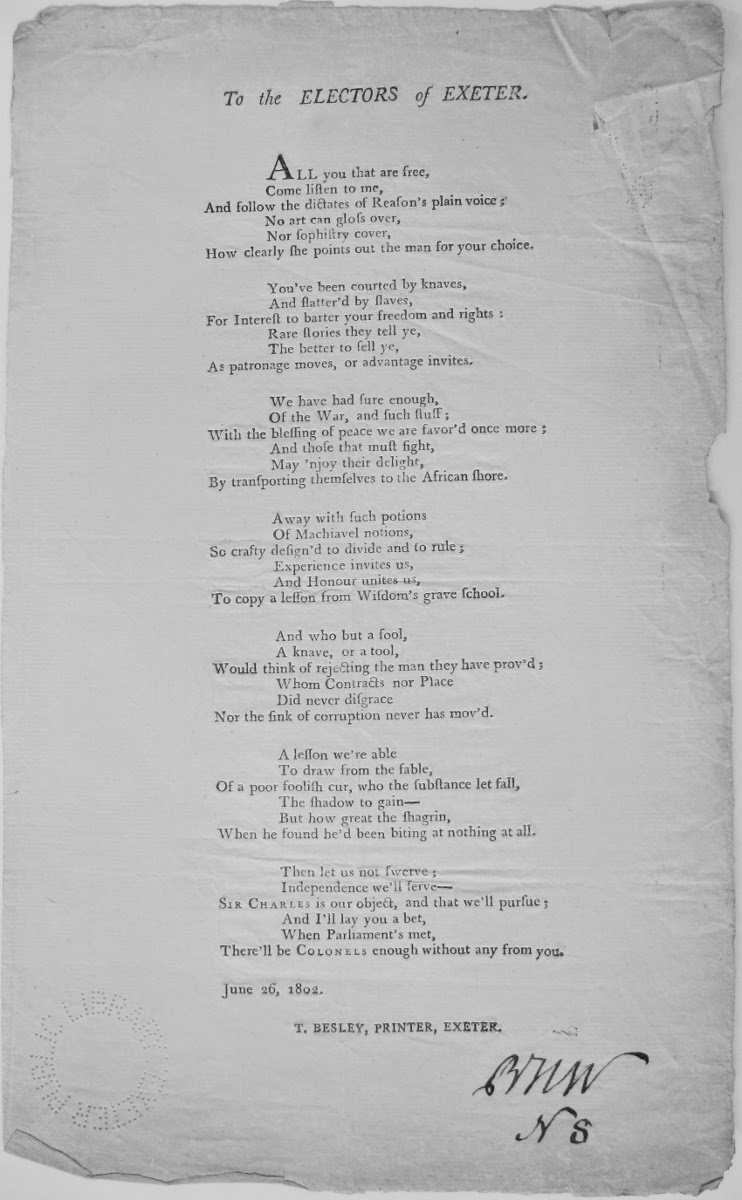 To the ELECTORS of EXETER.
ALL you that are free,
Come liſten to me,
And follow the dictates of Reaſon's plain voice;
No art can gloſs over,
Nor ſophiſtry cover,
How clearly ſhe points out the man for your choice.
You've been courted by knaves,
And flatter'd by ſlaves,
For Intereſt to barter your freedom and rights:
Rare ſtories they tell ye,
The better to ſell ye,
As patronage moves, or advantage invites.
We have had ſure enough,
Of the War, and ſuch ſtuff;
With the bleſſing of peace we are favor'd once more;
And thoſe that muſt fight,
May 'njoy their delight,
By tranſporting themſelves to the African ſhore.
Away with ſuch potions
Of Machiavel notions,
So crafty deſign'd to divide and to rule;
Experience invites us,
And Honour unites us,
To copy a leſſon from Wiſdom's grave ſchool.
And who but a fool,
A knave, or a tool,
Would think of rejecting the man they have prov'd;
Whom Contracts nor Place
Did never diſgrace
Nor the ſink of corruption never has mov'd.
A leſſon we're able
To draw from the fable,
Of a poor fooliſh cur, who the ſubſtance let fall,
The ſhadow to gain—
But how great the ſhagrin,
When he found he'd been biting at nothing at all.
Then let us not ſwerve;
Independence we'll ſerve—
SIR CHARLES is our object, and that we'll purſue;
And I'll lay you a bet,
When Parliament's met,
There'll be COLONELS enough without any from you.
June 26, 1802.
T. BESLEY, PRINTER, EXETER.
N S